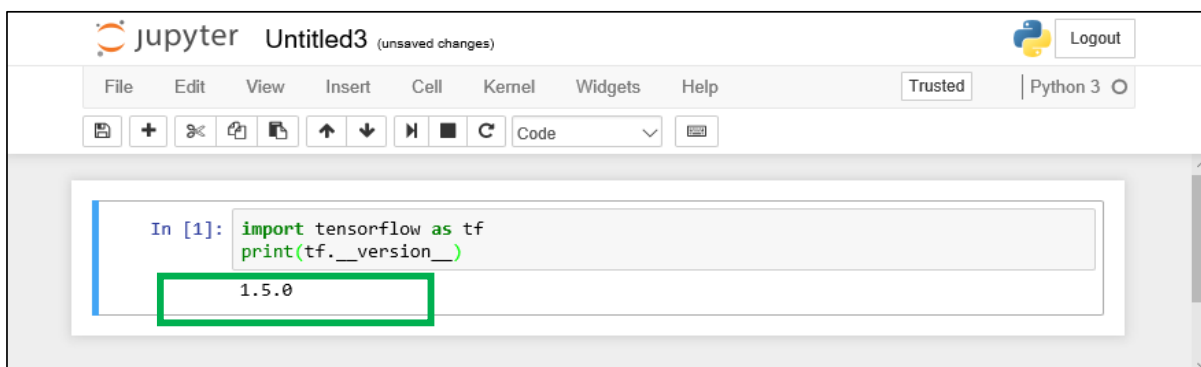 jupyter Untitled3 (unsaved changes) Logout
File Edit View Insert Cell Kernel Widgets Help Trusted Python 3
Code
In [1]: import tensorflow as tf
print(tf.__version__)
1.5.0